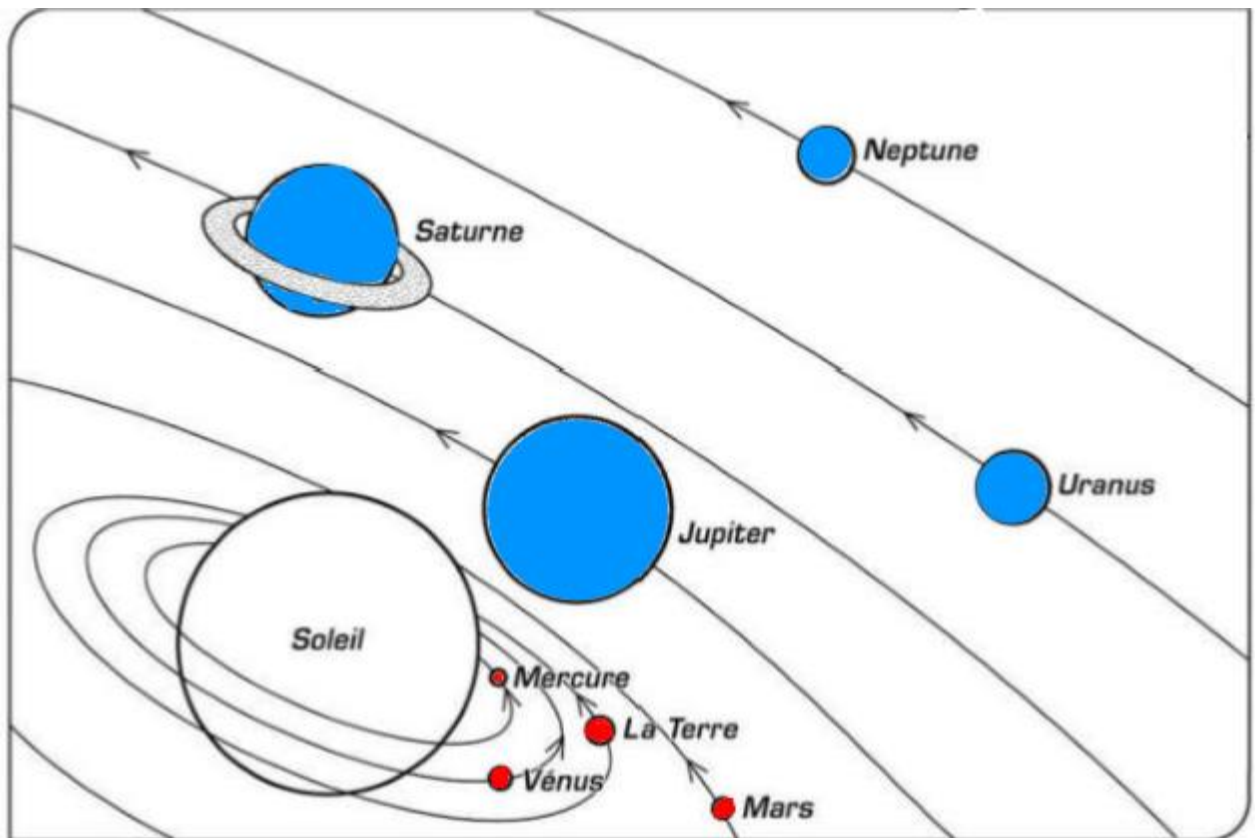 Neptune
Saturne
Uranus
Jupiter
Soleil
Mercure
La Terre
Vénus
Mars